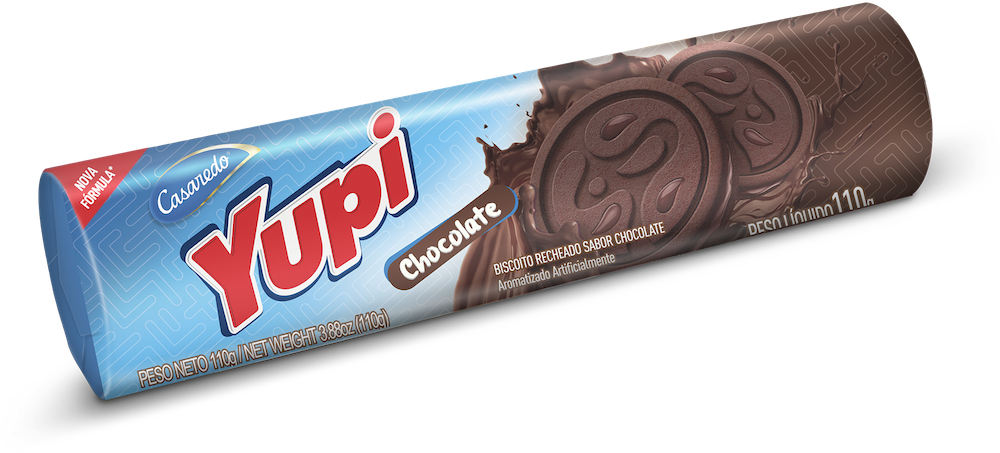 NOVA
FÓRMULA*
Casaredo
Yupi
Chocolate
BISCOITO RECHEADO SABOR CHOCOLATE
Aromatizado Artificialmente
PESO LÍQUIDO 110g
PESO NETO 110g / NET WEIGHT 3.88oz (110g)